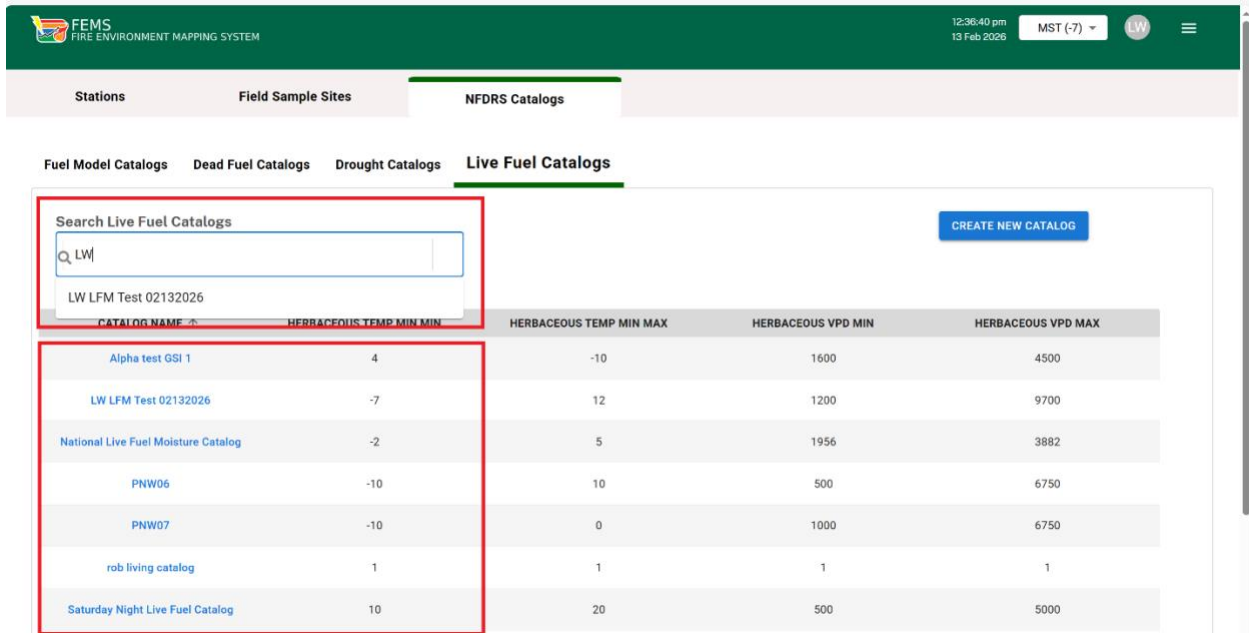 FEMS
FIRE ENVIRONMENT MAPPING SYSTEM
12:36:40 pm
13 Feb 2026
MST (-7)
LW
Stations Field Sample Sites NFDRS Catalogs
Fuel Model Catalogs Dead Fuel Catalogs Drought Catalogs Live Fuel Catalogs
Search Live Fuel Catalogs
CREATE NEW CATALOG
LW
LW LFM Test 02132026
CATALOG NAME ↑ HERBACEOUS TEMP MIN MIN HERBACEOUS TEMP MIN MAX HERBACEOUS VPD MIN HERBACEOUS VPD MAX
Alpha test GSI 1 4 -10 1600 4500
LW LFM Test 02132026 -7 12 1200 9700
National Live Fuel Moisture Catalog -2 5 1956 3882
PNW06 -10 10 500 6750
PNW07 -10 0 1000 6750
rob living catalog 1 1 1 1
Saturday Night Live Fuel Catalog 10 20 500 5000